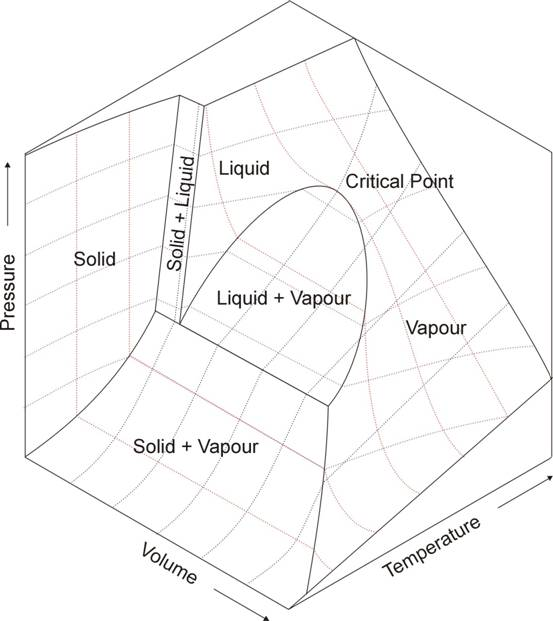 Liquid
Critical Point
Solid + Liquid
Solid
Liquid + Vapour
Pressure
Vapour
Solid + Vapour
Volume
Temperature